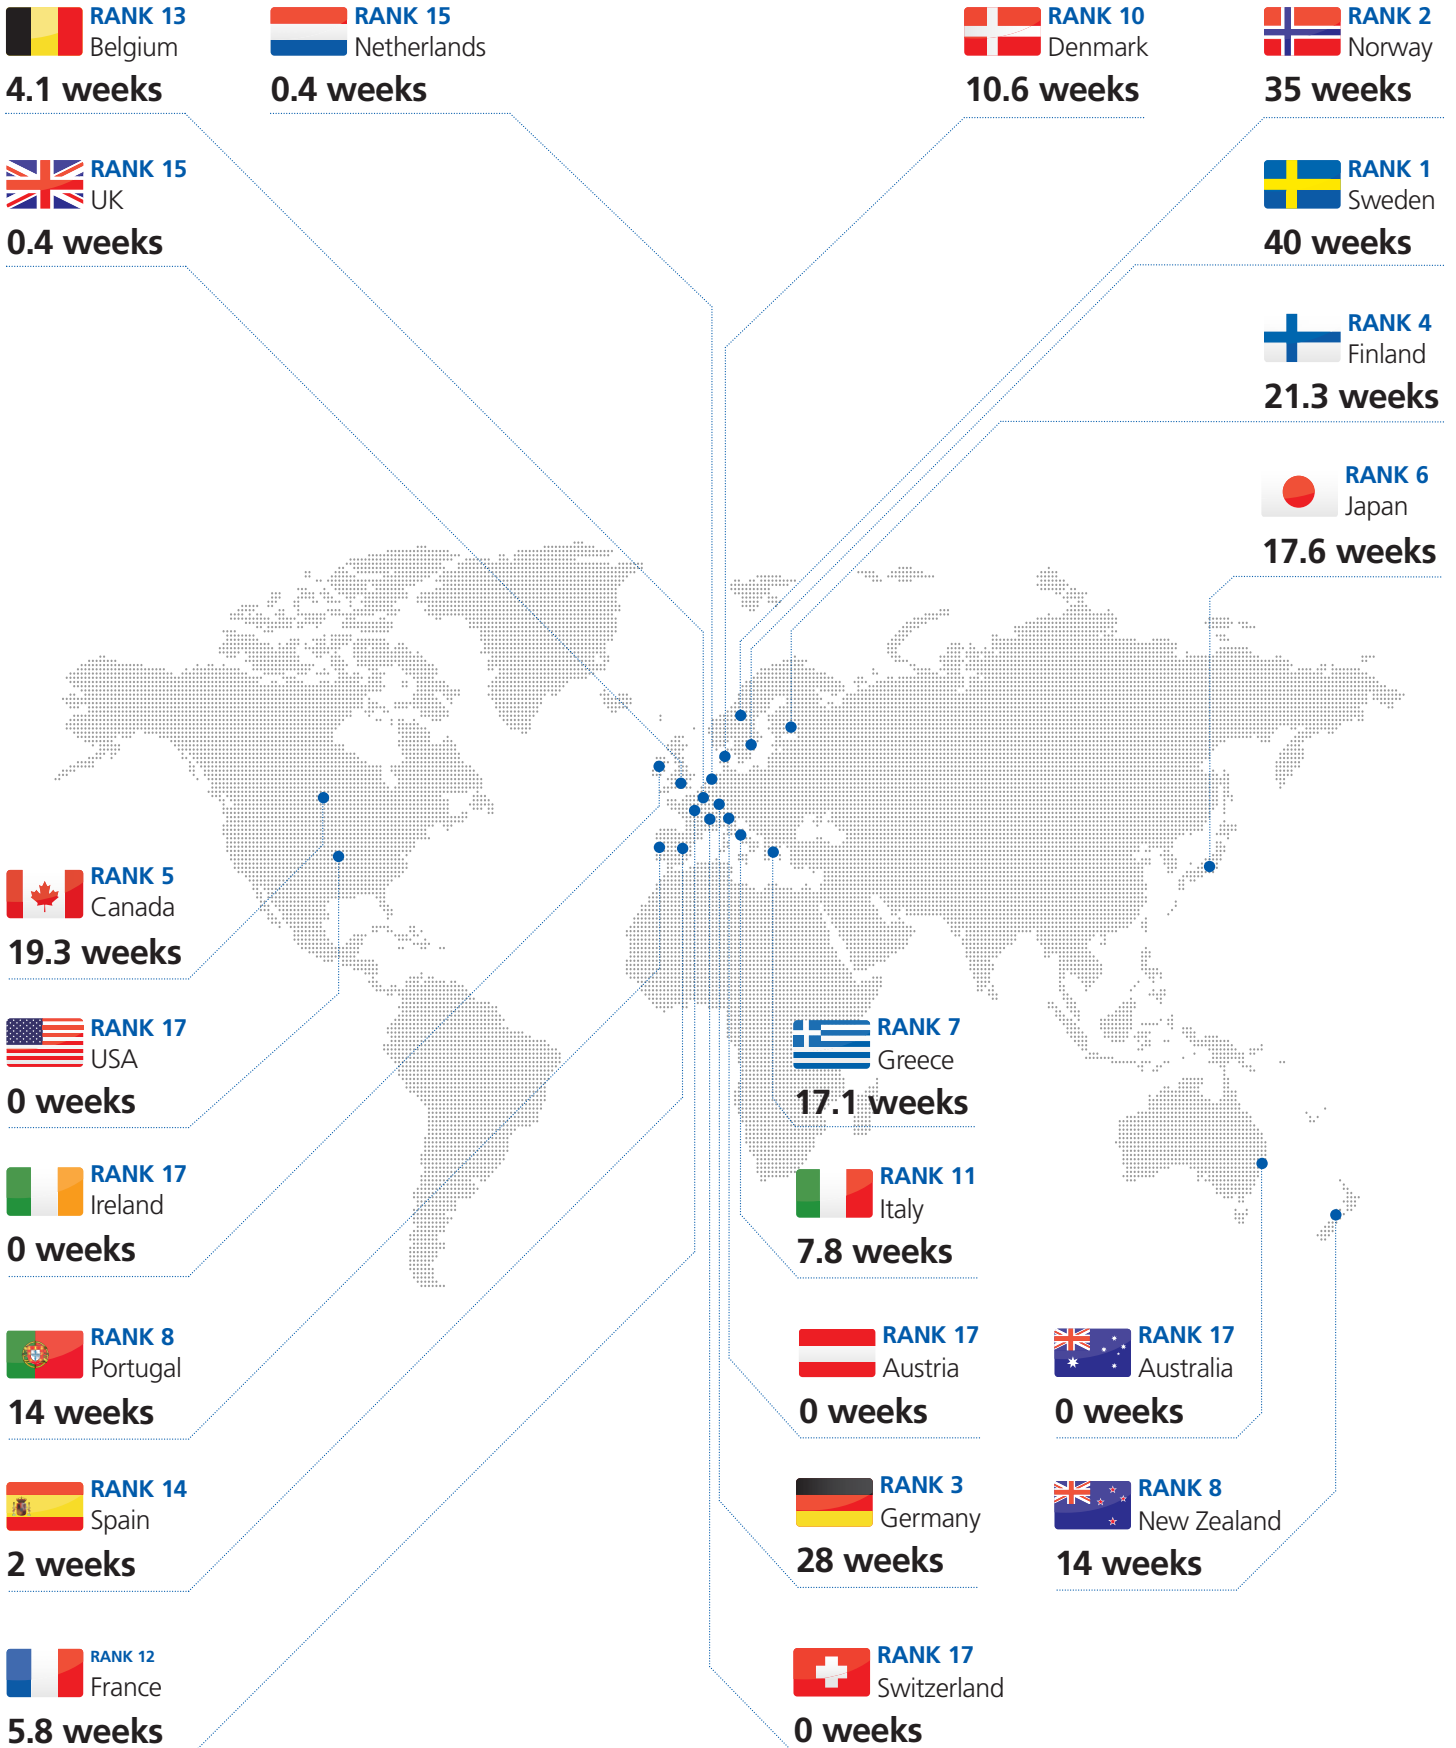 RANK 13
Belgium
4.1 weeks
RANK 15
Netherlands
0.4 weeks
RANK 10
Denmark
10.6 weeks
RANK 2
Norway
35 weeks
RANK 15
UK
0.4 weeks
RANK 1
Sweden
40 weeks
RANK 4
Finland
21.3 weeks
RANK 6
Japan
17.6 weeks
RANK 5
Canada
19.3 weeks
RANK 17
USA
0 weeks
RANK 7
Greece
17.1 weeks
RANK 17
Ireland
0 weeks
RANK 11
Italy
7.8 weeks
RANK 8
Portugal
14 weeks
RANK 17
Austria
0 weeks
RANK 17
Australia
0 weeks
RANK 14
Spain
2 weeks
RANK 3
Germany
28 weeks
RANK 8
New Zealand
14 weeks
RANK 12
France
5.8 weeks
RANK 17
Switzerland
0 weeks